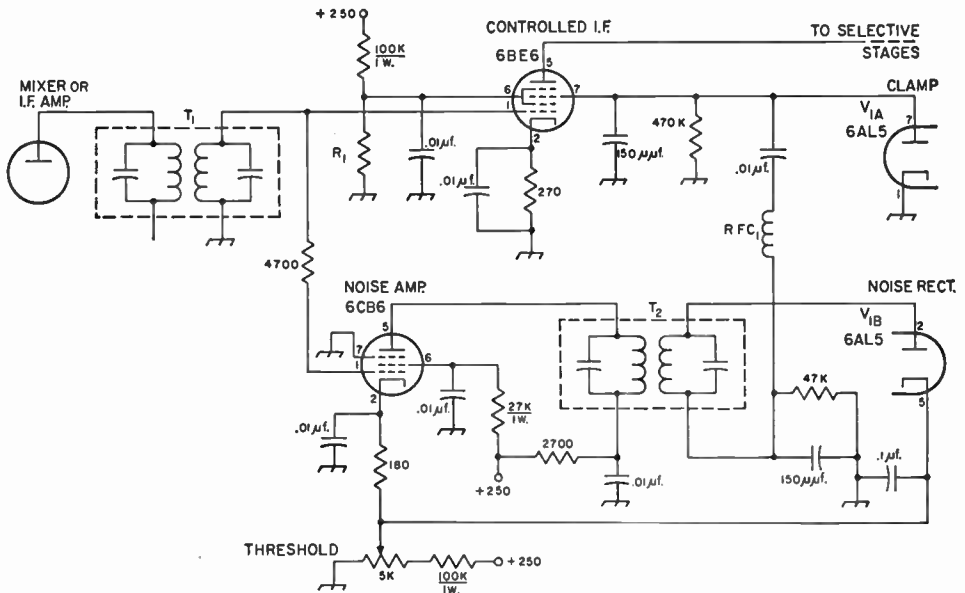 +250
100K
1W.
CONTROLLED I.F.
6BE6
TO SELECTIVE
STAGES
MIXER OR
I.F. AMP.
T1
R1
.01µf.
6
1
5
7
2
.01µf.
270
150µµf.
470K
.01µf.
CLAMP
V1A
6AL5
7
1
RFC1
4700
NOISE AMP.
6CB6
5
7
1
6
2
.01µf.
.01µf.
180
27K
1W.
+250
2700
.01µf.
T2
NOISE RECT.
V1B
6AL5
2
5
47K
150µµf.
.1µf.
THRESHOLD
5K
100K
1W.
+250